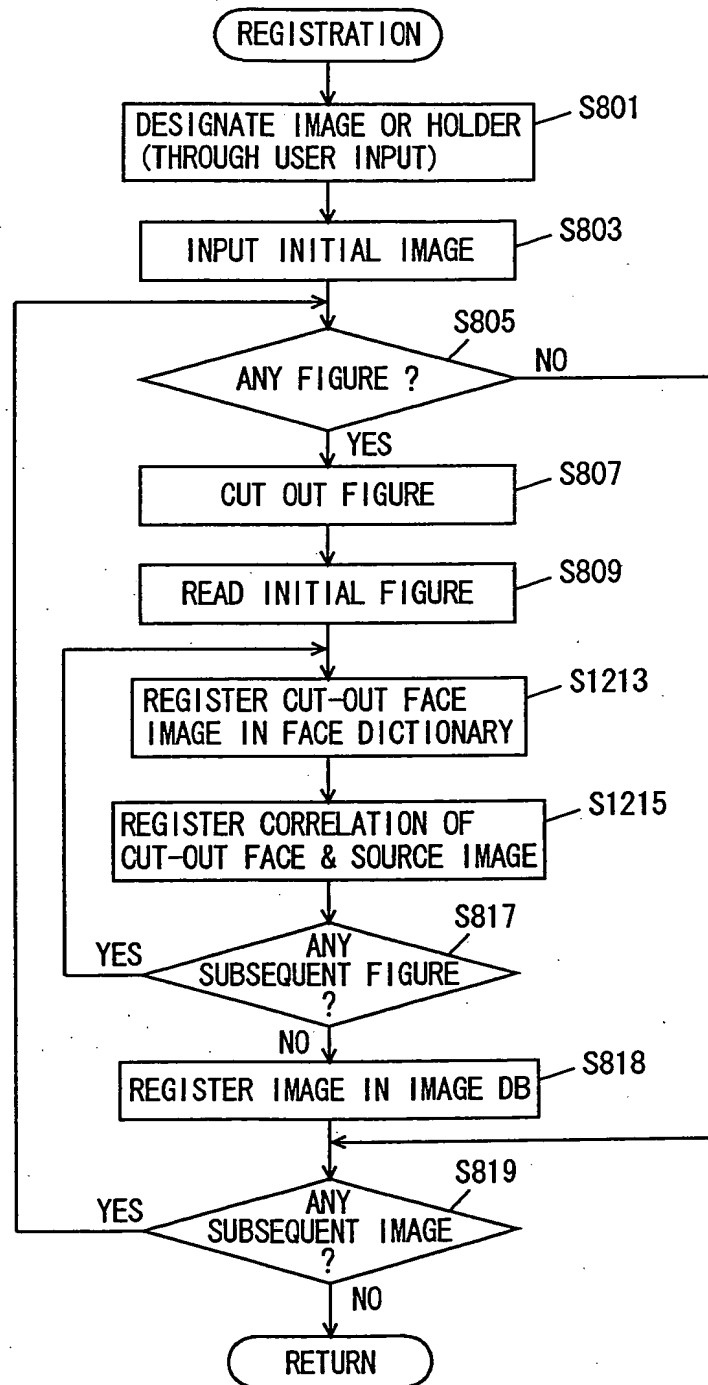 REGISTRATION
S801
DESIGNATE IMAGE OR HOLDER
(THROUGH USER INPUT)
S803
INPUT INITIAL IMAGE
S805
ANY FIGURE ?
NO
YES
S807
CUT OUT FIGURE
S809
READ INITIAL FIGURE
S1213
REGISTER CUT-OUT FACE
IMAGE IN FACE DICTIONARY
S1215
REGISTER CORRELATION OF
CUT-OUT FACE & SOURCE IMAGE
S817
YES
ANY
SUBSEQUENT FIGURE
?
NO
S818
REGISTER IMAGE IN IMAGE DB
S819
YES
ANY
SUBSEQUENT IMAGE
?
NO
RETURN